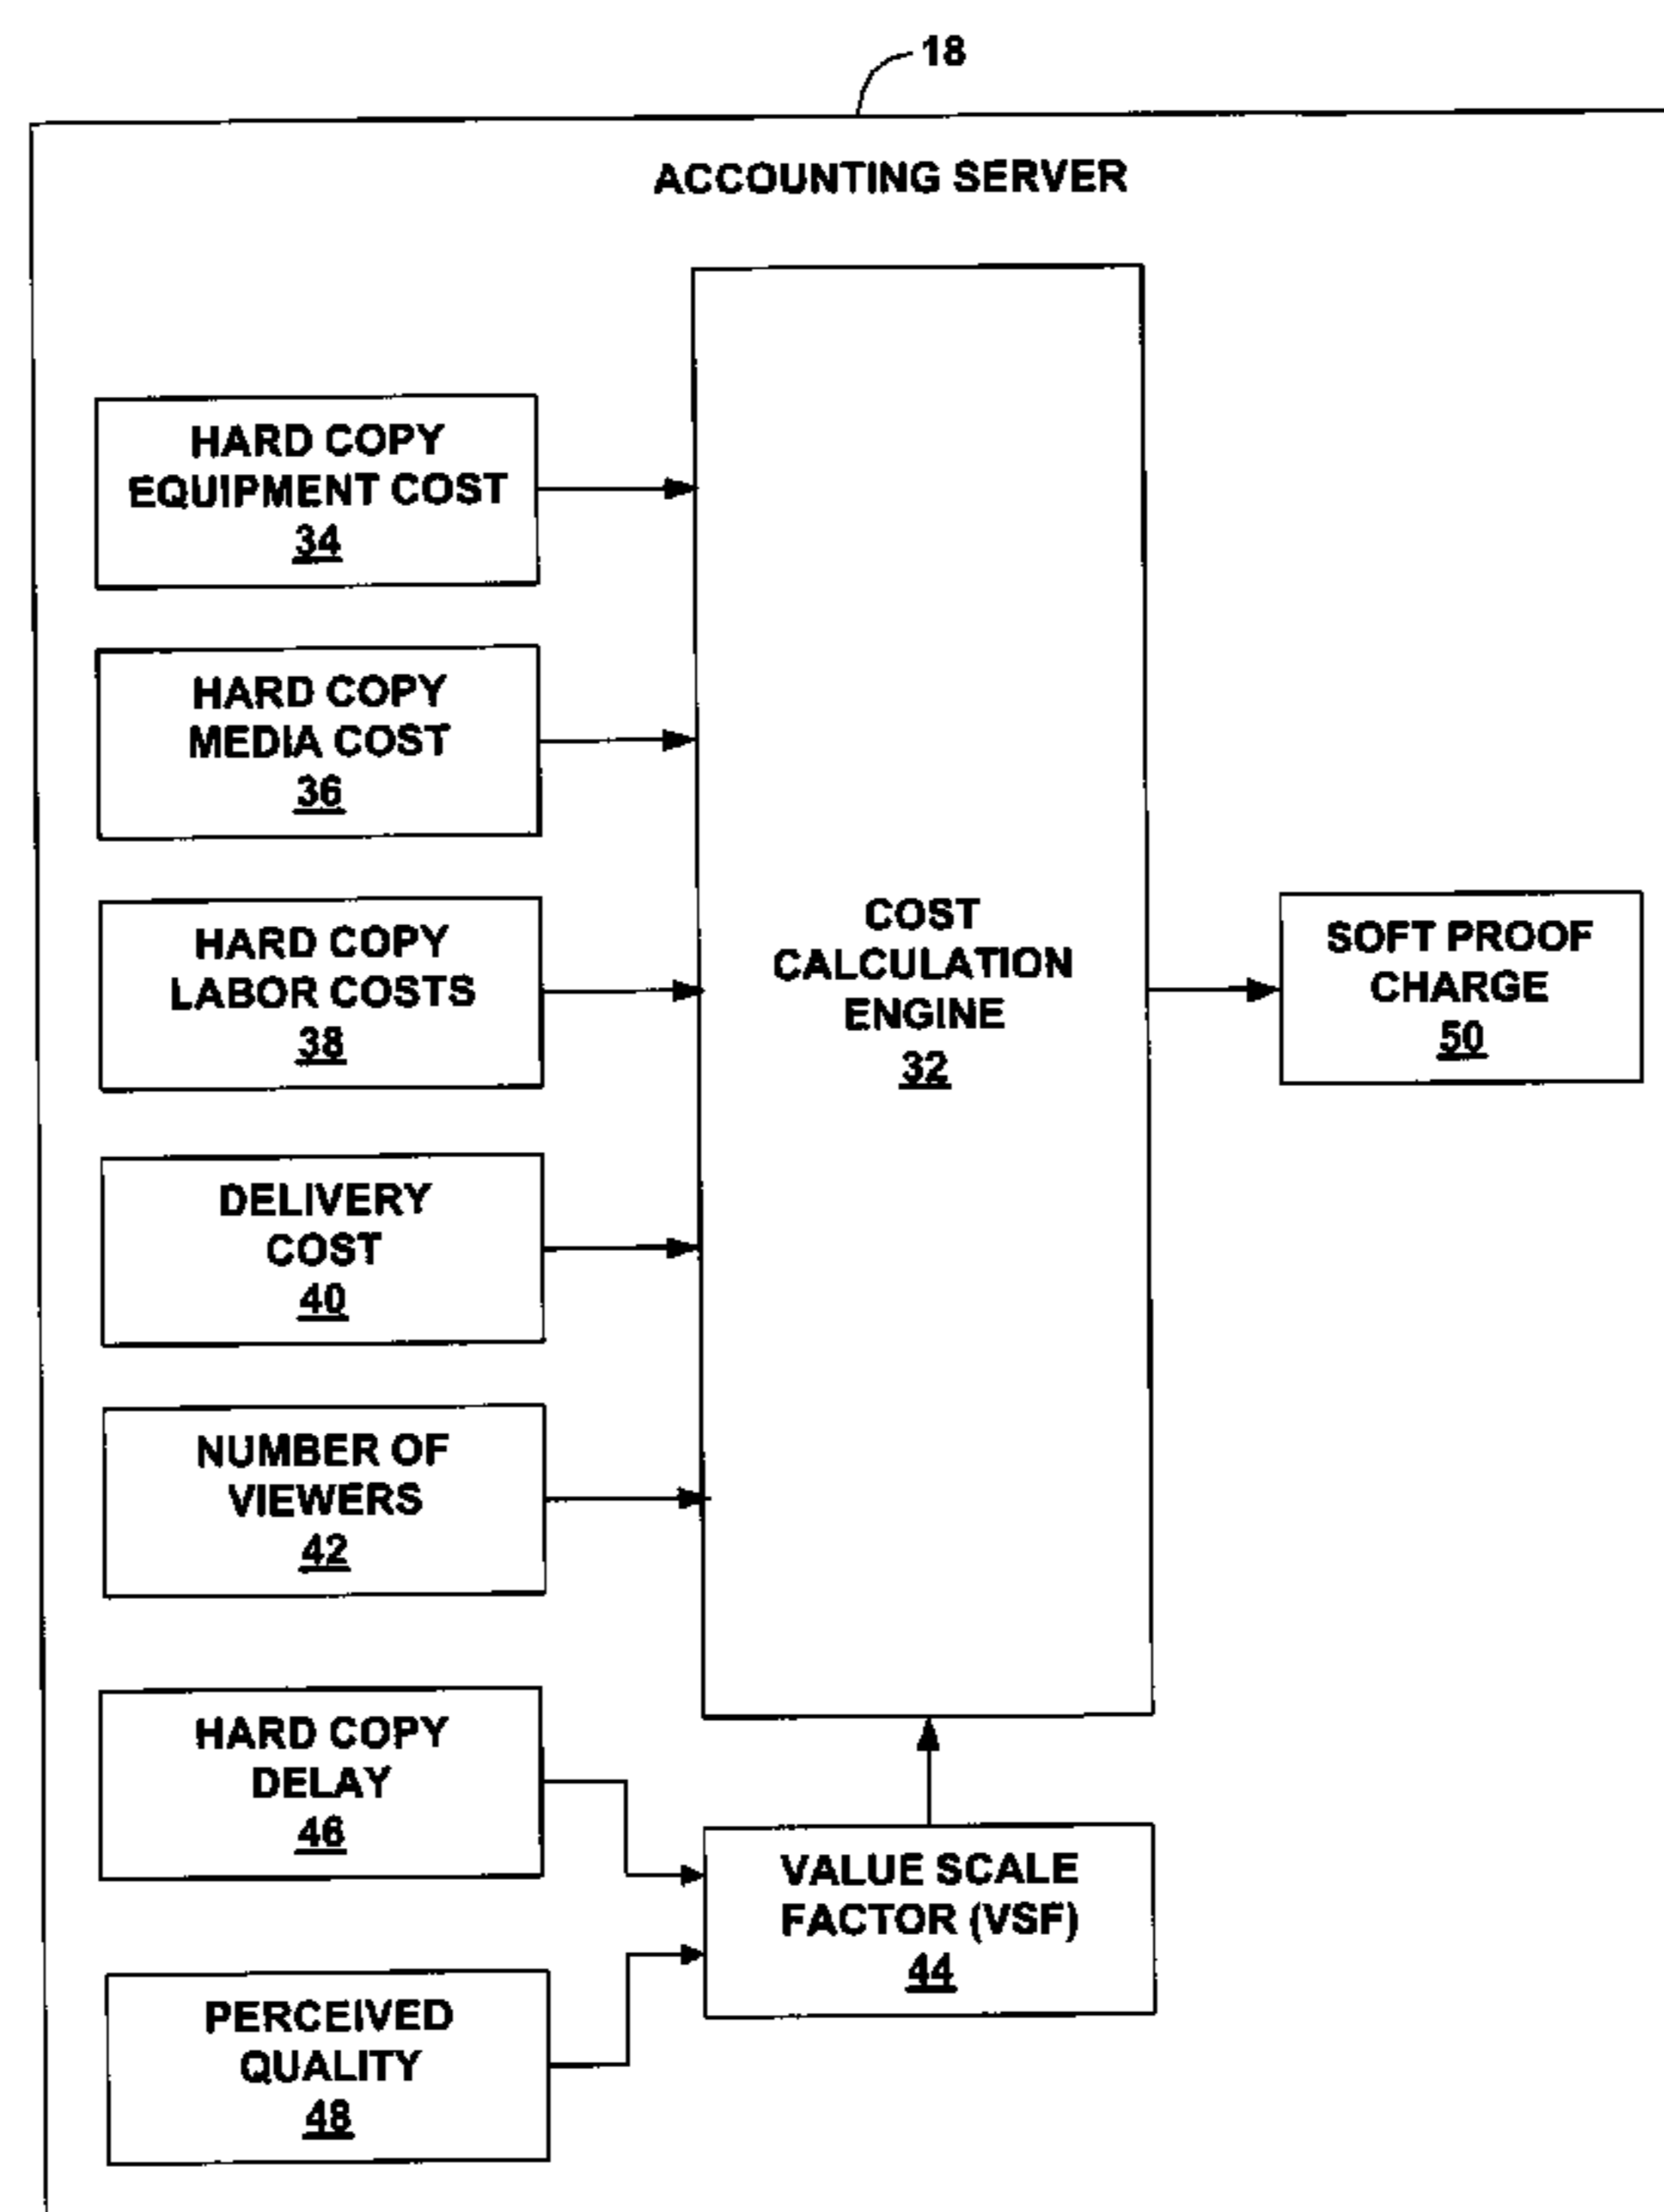 18
ACCOUNTING SERVER
HARD COPY
EQUIPMENT COST
34
HARD COPY
MEDIA COST
36
HARD COPY
LABOR COSTS
38
DELIVERY
COST
40
NUMBER OF
VIEWERS
42
HARD COPY
DELAY
46
PERCEIVED
QUALITY
48
COST
CALCULATION
ENGINE
32
VALUE SCALE
FACTOR (VSF)
44
SOFT PROOF
CHARGE
50